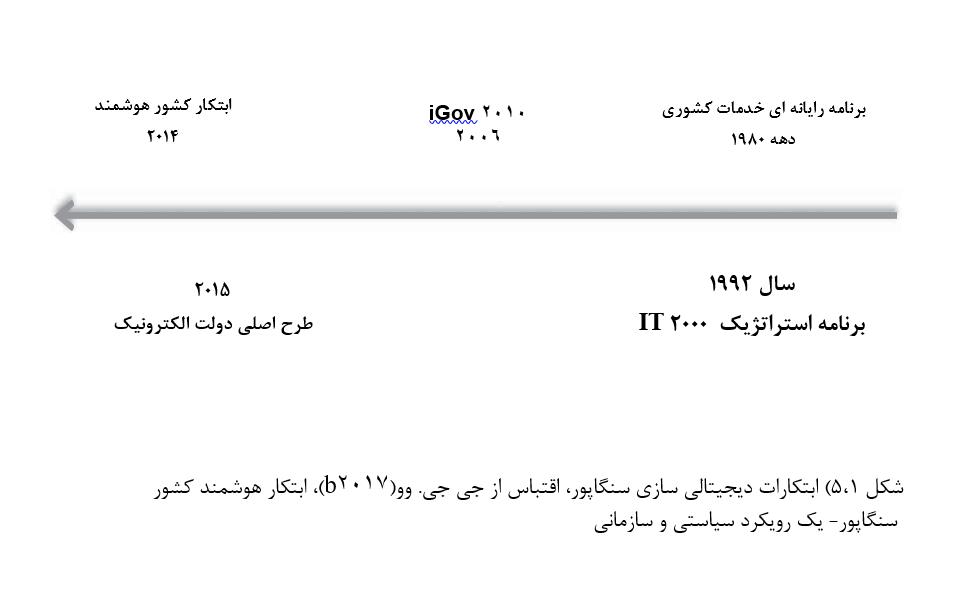 برنامه رایانه ای خدمات کشوری
دهه ۱۹۸۰
iGov ۲۰۱۰
۲۰۰۶
ابتکار کشور هوشمند
۲۰۱۴
سال ۱۹۹۲
برنامه استراتژیک IT ۲۰۰۰
۲۰۱۵
طرح اصلی دولت الکترونیک
شکل ۵،۱) ابتکارات دیجیتالی سازی سنگاپور، اقتباس از جی جی. وو(b۲۰۱۷)، ابتکار هوشمند کشور
سنگاپور- یک رویکرد سیاستی و سازمانی